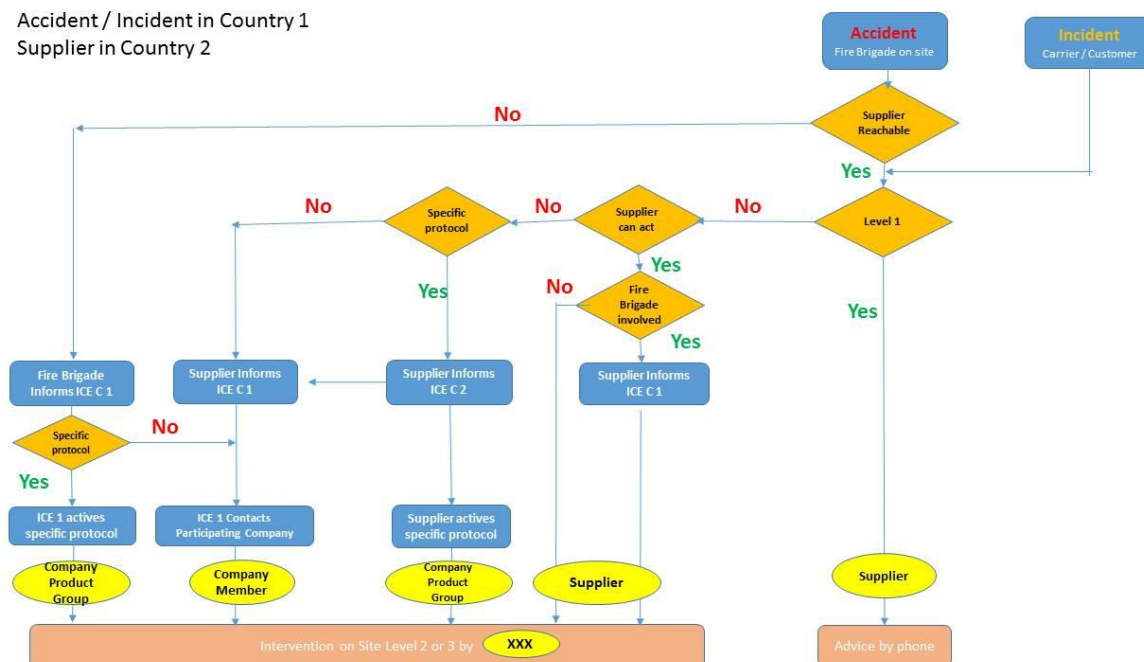 Accident / Incident in Country 1
Supplier in Country 2
Accident
Fire Brigade on site
Incident
Carrier / Customer
No
Supplier
Reachable
Yes
No
Specific
protocol
No
Supplier
can act
No
Level 1
Yes
No
Fire
Brigade
involved
Yes
Yes
Yes
Fire Brigade
Informs ICE C 1
Supplier Informs
ICE C 1
Supplier Informs
ICE C 2
Supplier Informs
ICE C 1
Specific
protocol
No
Yes
ICE 1 actives
specific protocol
ICE 1 Contacts
Participating Company
Supplier actives
specific protocol
Company
Product
Group
Company
Member
Company
Product
Group
Supplier
Supplier
Intervention on Site Level 2 or 3 by
XXX
Advice by phone